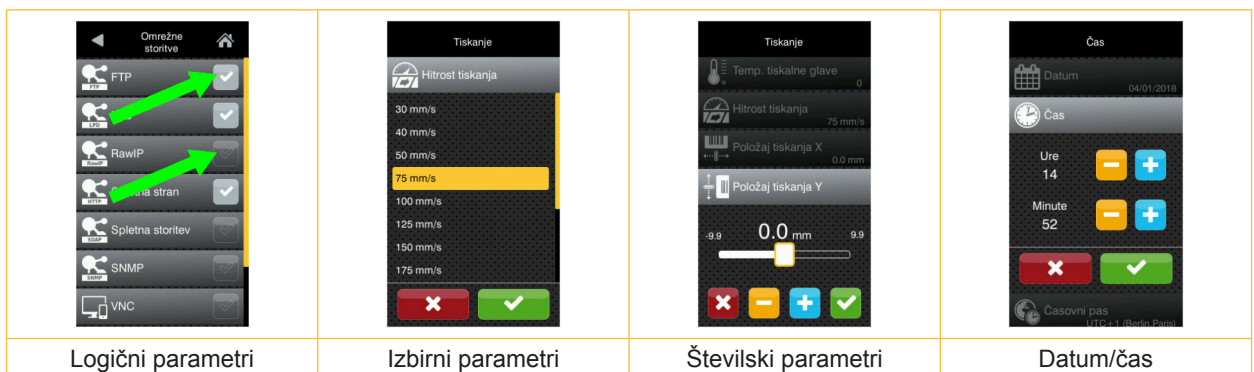 Omrežne
storitve
FTP
FTP
LPD
RawIP
RawIP
stran
HTTP
Spletna storitev
SOAP
SNMP
SNMP
VNC
Logični parametri
Tiskanje
Hitrost tiskanja
30 mm/s
40 mm/s
50 mm/s
75 mm/s
100 mm/s
125 mm/s
150 mm/s
175 mm/s
Izbirni parametri
Tiskanje
Temp. tiskalne glave
0
Hitrost tiskanja
75 mm/s
Položaj tiskanja X
0.0 mm
Položaj tiskanja Y
-9.9 0.0 mm 9.9
Številski parametri
Čas
Datum
04/01/2018
Čas
Ure
14
Minute
52
Časovni pas
UTC+1 (Berlin,Paris)
Datum/čas